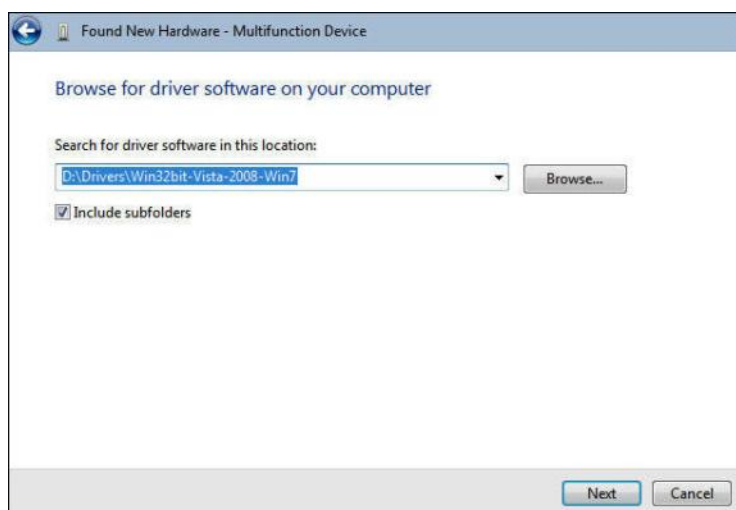 Found New Hardware - Multifunction Device
Browse for driver software on your computer
Search for driver software in this location:
D:\Drivers\Win32bit-Vista-2008-Win7
Browse...
Include subfolders
Next
Cancel